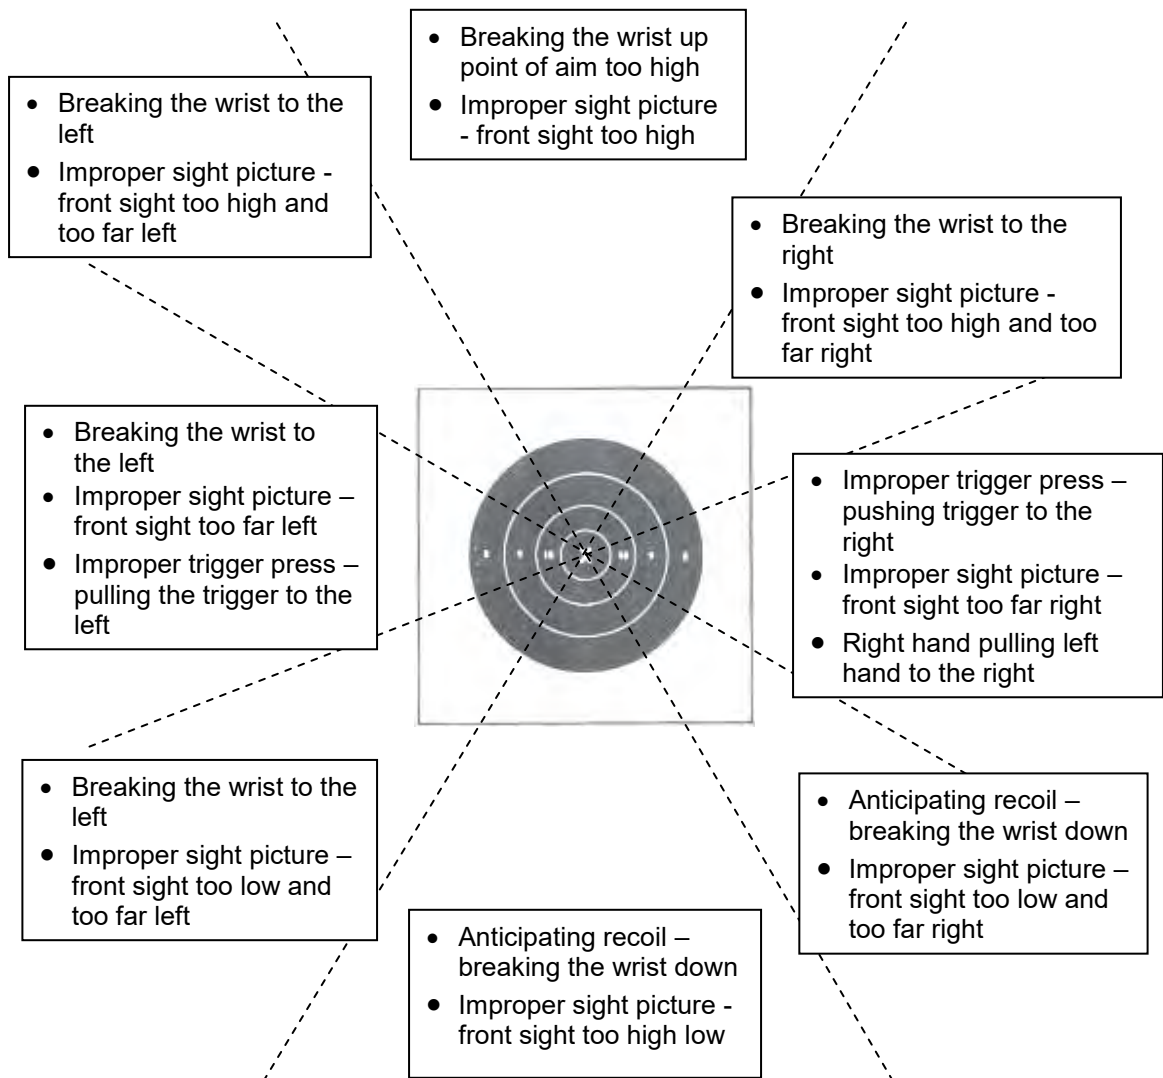 • Breaking the wrist up
point of aim too high
• Improper sight picture
- front sight too high
• Breaking the wrist to the
left
• Improper sight picture -
front sight too high and
too far left
• Breaking the wrist to the
right
• Improper sight picture -
front sight too high and too
far right
• Breaking the wrist to
the left
• Improper sight picture –
front sight too far left
• Improper trigger press –
pulling the trigger to the
left
8 9 10 X 10 9 8
• Improper trigger press –
pushing trigger to the
right
• Improper sight picture –
front sight too far right
• Right hand pulling left
hand to the right
• Breaking the wrist to the
left
• Improper sight picture –
front sight too low and
too far left
• Anticipating recoil –
breaking the wrist down
• Improper sight picture –
front sight too low and
too far right
• Anticipating recoil –
breaking the wrist down
• Improper sight picture -
front sight too high low